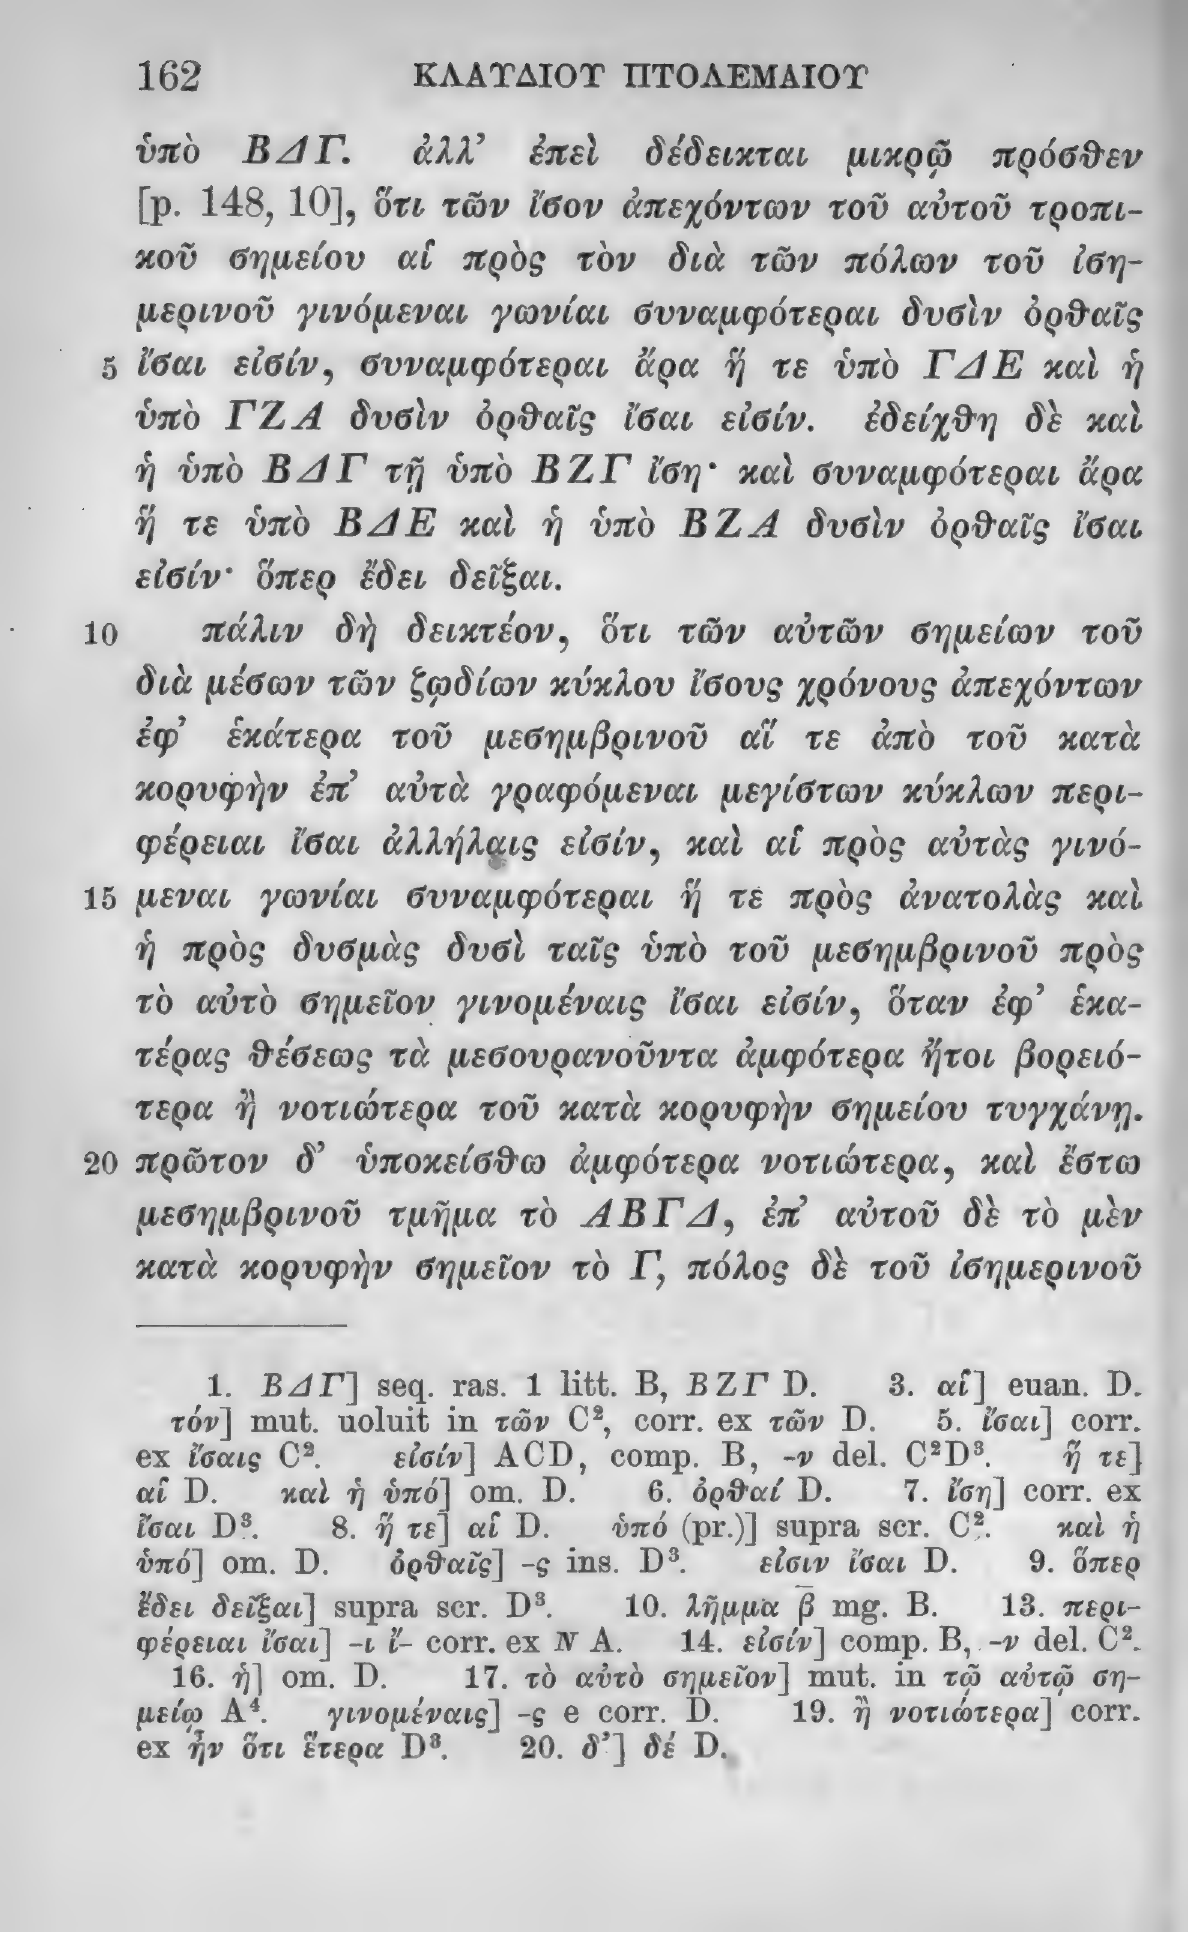 162 ΚΛΑΥΔΙΟΥ ΠΤΟΛΕΜΑΙΟΥ
ὑπὸ ΒΔΓ. ἀλλ’ ἐπεὶ δέδεικται μικρῷ πρόσθεν
[p. 148, 10], ὅτι τῶν ἴσον ἀπεχόντων τοῦ αὐτοῦ τροπι-
κοῦ σημείου αἱ πρὸς τὸν διὰ τῶν πόλων τοῦ ἰση-
μερινοῦ γινόμεναι γωνίαι συναμφότεραι δυσὶν ὀρθαῖς
5 ἴσαι εἰσίν, συναμφότεραι ἄρα ἥ τε ὑπὸ ΓΔΕ καὶ ἡ
ὑπὸ ΓΖΑ δυσὶν ὀρθαῖς ἴσαι εἰσίν. ἐδείχθη δὲ καὶ
ἡ ὑπὸ ΒΔΓ τῇ ὑπὸ ΒΖΓ ἴση· καὶ συναμφότεραι ἄρα
ἥ τε ὑπὸ ΒΔΕ καὶ ἡ ὑπὸ ΒΖΑ δυσὶν ὀρθαῖς ἴσαι
εἰσίν· ὅπερ ἔδει δεῖξαι.
10 πάλιν δὴ δεικτέον, ὅτι τῶν αὐτῶν σημείων τοῦ
διὰ μέσων τῶν ζῳδίων κύκλου ἴσους χρόνους ἀπεχόντων
ἐφ’ ἑκάτερα τοῦ μεσημβρινοῦ αἵ τε ἀπὸ τοῦ κατὰ
κορυφὴν ἐπ’ αὐτὰ γραφόμεναι μεγίστων κύκλων περι-
φέρειαι ἴσαι ἀλλήλαις εἰσίν, καὶ αἱ πρὸς αὐτὰς γινό-
15 μεναι γωνίαι συναμφότεραι ἥ τε πρὸς ἀνατολὰς καὶ
ἡ πρὸς δυσμὰς δυσὶ ταῖς ὑπὸ τοῦ μεσημβρινοῦ πρὸς
τὸ αὐτὸ σημεῖον γινομέναις ἴσαι εἰσίν, ὅταν ἐφ’ ἑκα-
τέρας θέσεως τὰ μεσουρανοῦντα ἀμφότερα ἤτοι βορειό-
τερα ἢ νοτιώτερα τοῦ κατὰ κορυφὴν σημείου τυγχάνῃ.
20 πρῶτον δ’ ὑποκείσθω ἀμφότερα νοτιώτερα, καὶ ἔστω
μεσημβρινοῦ τμῆμα τὸ ΑΒΓΔ, ἐπ’ αὐτοῦ δὲ τὸ μὲν
κατὰ κορυφὴν σημεῖον τὸ Γ, πόλος δὲ τοῦ ἰσημερινοῦ
1. ΒΔΓ] seq. ras. 1 litt. B, ΒΖΓ D. 3. αἱ] euan. D.
τόν] mut. uoluit in τῶν C², corr. ex τῶν D. 5. ἴσαι] corr.
ex ἴσαις C². εἰσίν] ACD, comp. B, -ν del. C²D³. ἥ τε]
αἱ D. καὶ ἡ ὑπό] om. D. 6. ὀρθαί D. 7. ἴση] corr. ex
ἴσαι D³. 8. ἥ τε] αἱ D. ὑπό (pr.)] supra scr. C². καὶ ἡ
ὑπό] om. D. ὀρθαῖς] -ς ins. D³. εἰσιν ἴσαι D. 9. ὅπερ
ἔδει δεῖξαι] supra scr. D³. 10. λῆμμα β̄ mg. B. 13. περι-
φέρειαι ἴσαι] -ι ἴ- corr. ex N A. 14. εἰσίν] comp. B, -ν del. C².
16. ἡ] om. D. 17. τὸ αὐτὸ σημεῖον] mut. in τῷ αὐτῷ ση-
μείῳ A⁴. γινομέναις] -ς e corr. D. 19. ἢ νοτιώτερα] corr.
ex ἦν ὅτι ἕτερα D³. 20. δ’] δέ D.